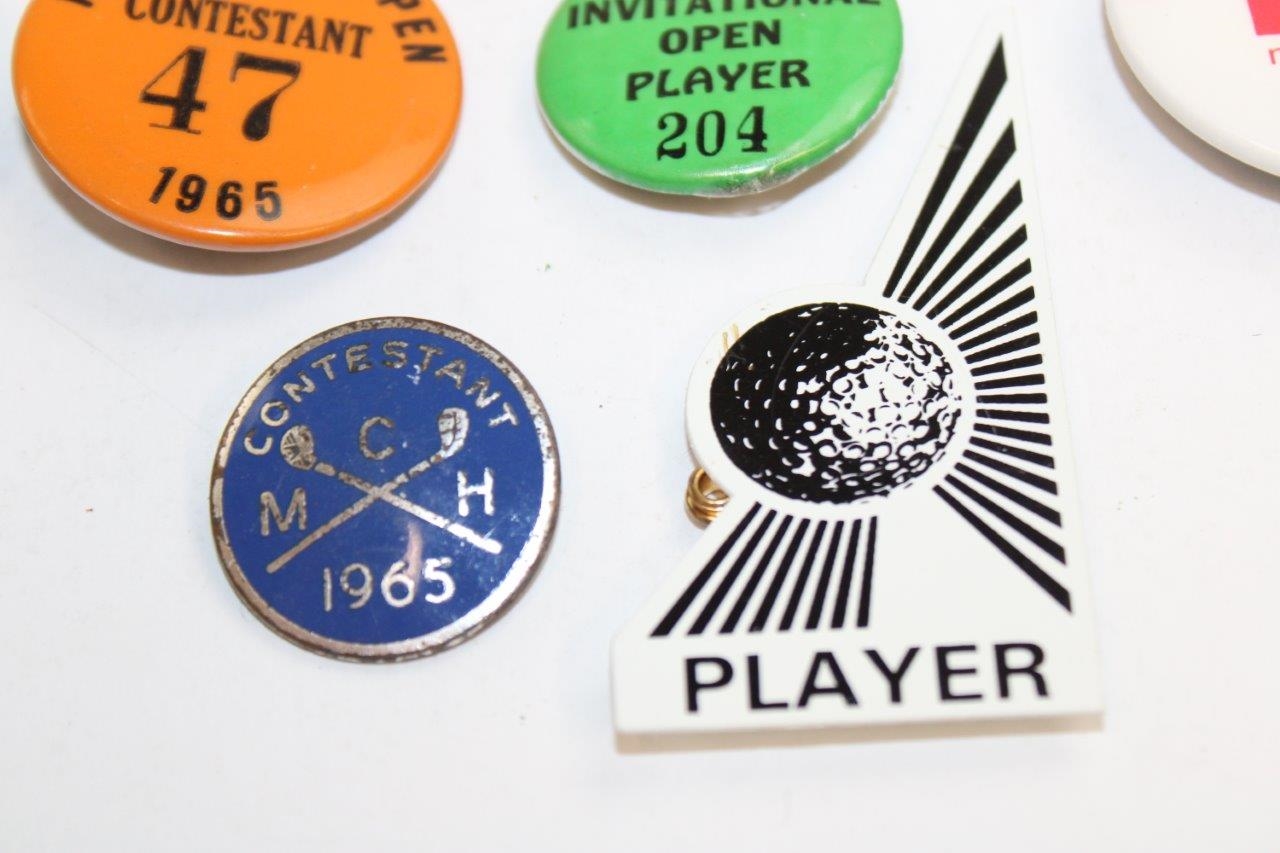 CONTESTANT
47
1965
INVITATIONAL
OPEN
PLAYER
204
CONTESTANT
M C H
1965
PLAYER